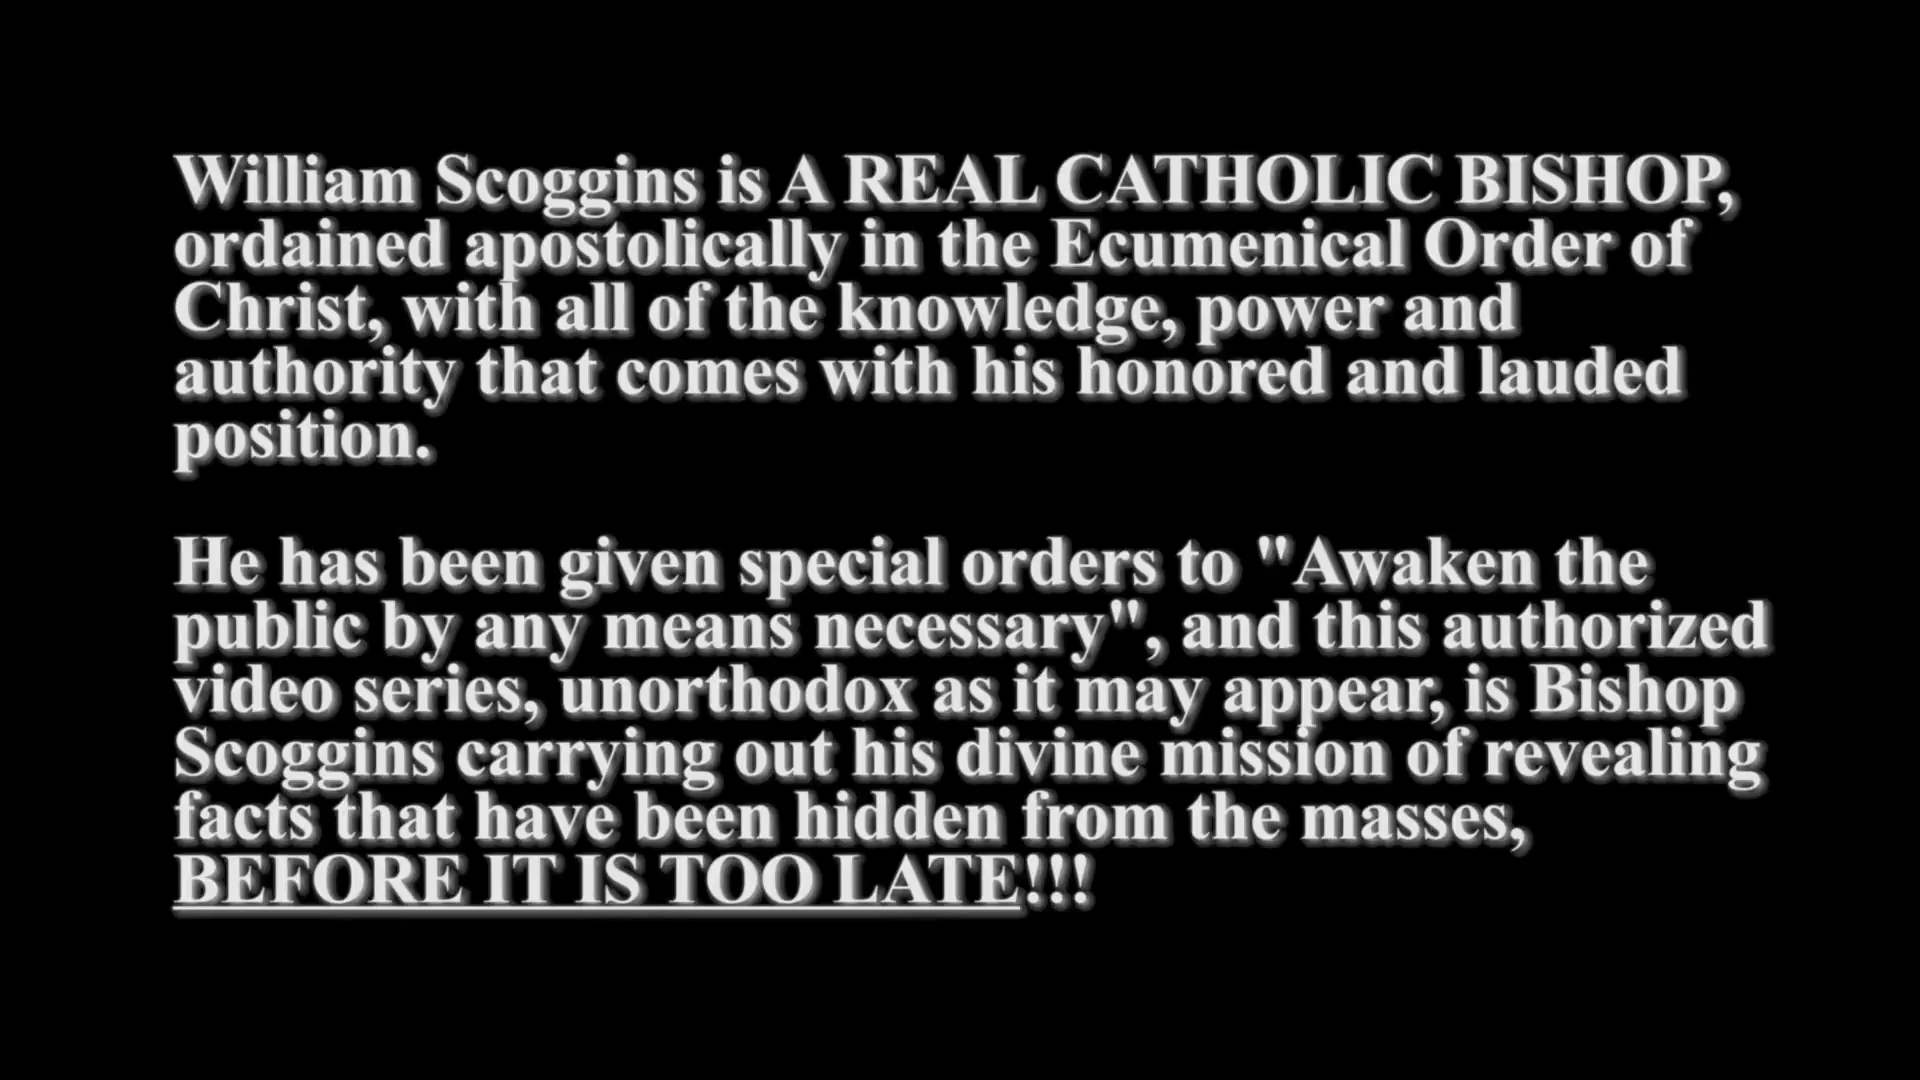 William Scoggins is A REAL CATHOLIC BISHOP,
ordained apostolically in the Ecumenical Order of
Christ, with all of the knowledge, power and
authority that comes with his honored and lauded
position.
He has been given special orders to "Awaken the
public by any means necessary", and this authorized
video series, unorthodox as it may appear, is Bishop
Scoggins carrying out his divine mission of revealing
facts that have been hidden from the masses,
BEFORE IT IS TOO LATE!!!